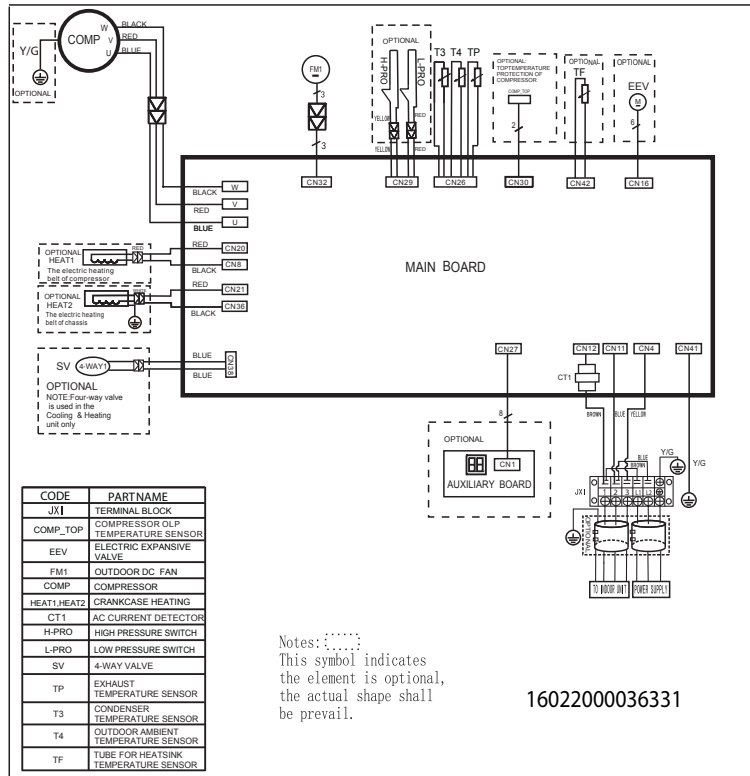 BLACK
RED
BLUE
W
V
U
COMP
Y/G
OPTIONAL
FM1
3
3
OPTIONAL
H-PRO
L-PRO
YELLOW
RED
YELLOW
RED
T3 T4 TP
OPTIONAL:
TOPTEMPERATURE
PROTECTION OF
COMPRESSOR
COMP_TOP
2
OPTIONAL
TF
OPTIONAL
EEV
M
6
CN32
CN29
CN26
CN30
CN42
CN16
BLACK
W
RED
V
BLUE
U
RED
CN20
BLACK
CN8
RED
CN21
BLACK
CN36
BLUE
BLUE
CN38
OPTIONAL
HEAT1
RED
The electric heating
belt of compressor
OPTIONAL
HEAT2
WHITE
The electric heating
belt of chassis
SV
4-WAY1
OPTIONAL
NOTE:Four-way valve
is used in the
Cooling & Heating
unit only
MAIN BOARD
CN27
CN12
CN11
CN4
CN41
CT1
8
BROWN
BLUE
YELLOW
OPTIONAL
CN1
AUXILIARY BOARD
BLUE
BROWN
Y/G
Y/G
JX1
1 2 3 L1 L2
OPTIONAL
TO INDOOR UNIT
POWER SUPPLY
CODE PARTNAME
JX1 TERMINAL BLOCK
COMP_TOP COMPRESSOR OLP
TEMPERATURE SENSOR
EEV ELECTRIC EXPANSIVE
VALVE
FM1 OUTDOOR DC FAN
COMP COMPRESSOR
HEAT1,HEAT2 CRANKCASE HEATING
CT1 AC CURRENT DETECTOR
H-PRO HIGH PRESSURE SWITCH
L-PRO LOW PRESSURE SWITCH
SV 4-WAY VALVE
TP EXHAUST
TEMPERATURE SENSOR
T3 CONDENSER
TEMPERATURE SENSOR
T4 OUTDOOR AMBIENT
TEMPERATURE SENSOR
TF TUBE FOR HEATSINK
TEMPERATURE SENSOR
Notes:
This symbol indicates
the element is optional,
the actual shape shall
be prevail.
16022000036331